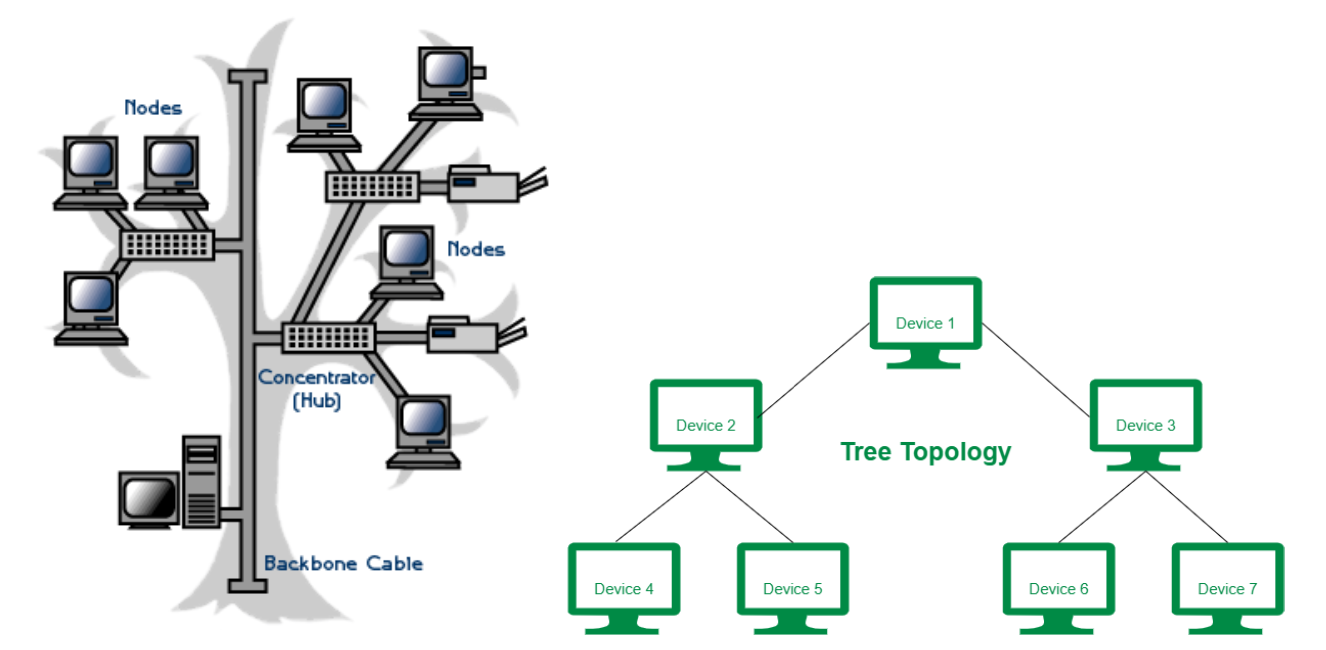 Nodes
Nodes
Concentrator
(Hub)
Backbone Cable
Device 1
Device 2
Device 3
Tree Topology
Device 4
Device 5
Device 6
Device 7